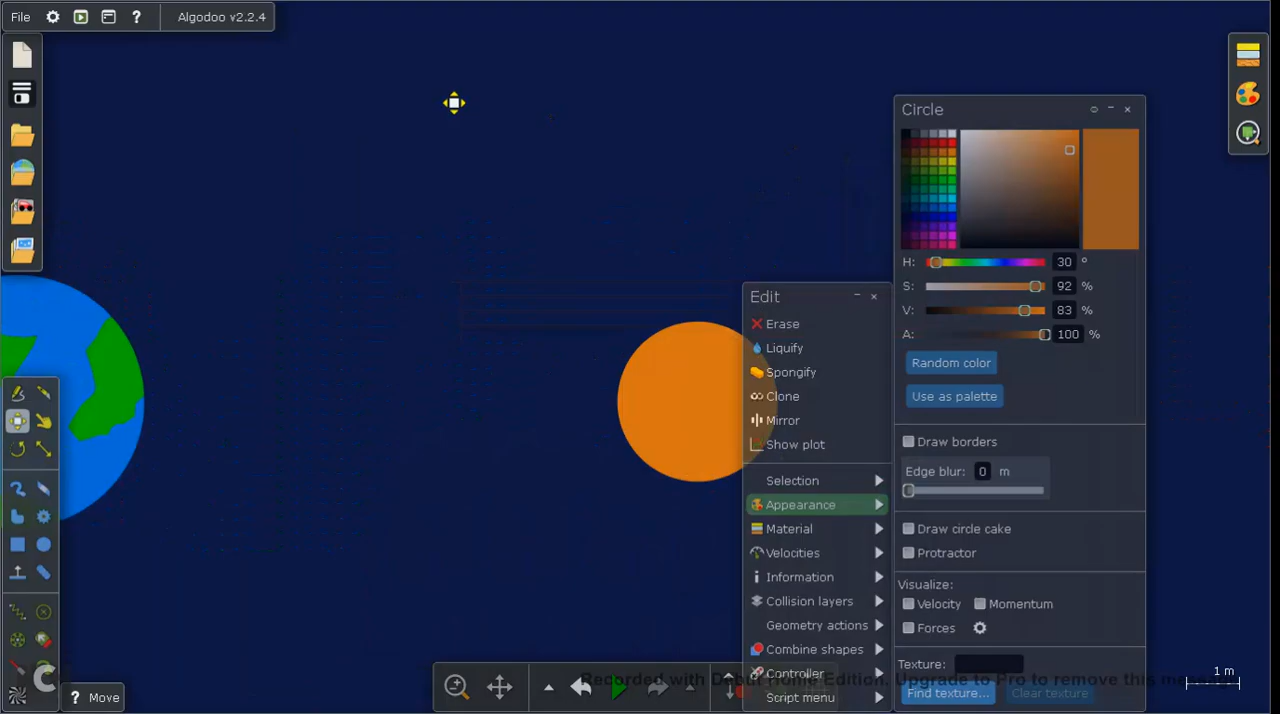 File
?
Algodoo v2.2.4
Circle
H: 30 º
S: 92 %
V: 83 %
A: 100 %
Random color
Use as palette
Draw borders
Edge blur: 0 m
Draw circle cake
Protractor
Visualize:
Velocity
Momentum
Forces
Texture:
Find texture...
Clear texture
Edit
Erase
Liquify
Spongify
Clone
Mirror
Show plot
Selection
Appearance
Material
Velocities
Information
Collision layers
Geometry actions
Combine shapes
Controller
Script menu
? Move
1 m
Recorded with Debut Home Edition. Upgrade to Pro to remove this message